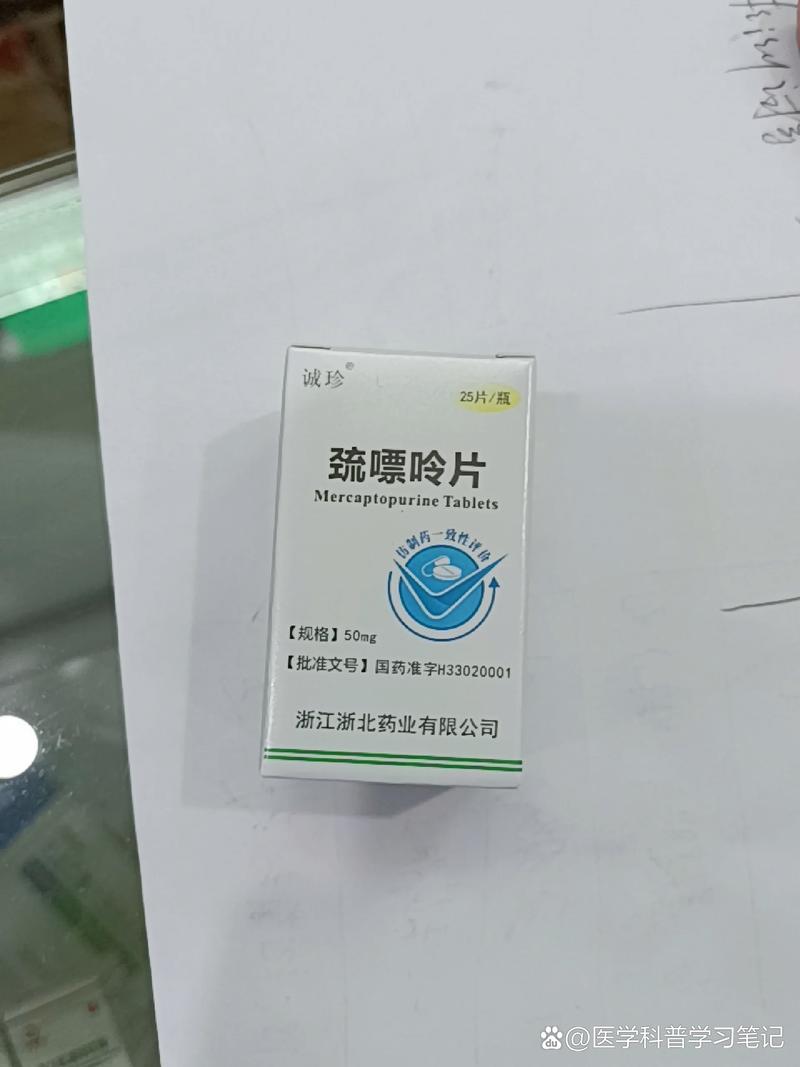 诚珍®
25片/瓶
巯嘌呤片
Mercaptopurine Tablets
仿制药一致性评价
【规格】50mg
【批准文号】国药准字H33020001
浙江浙北药业有限公司
@医学科普学习笔记